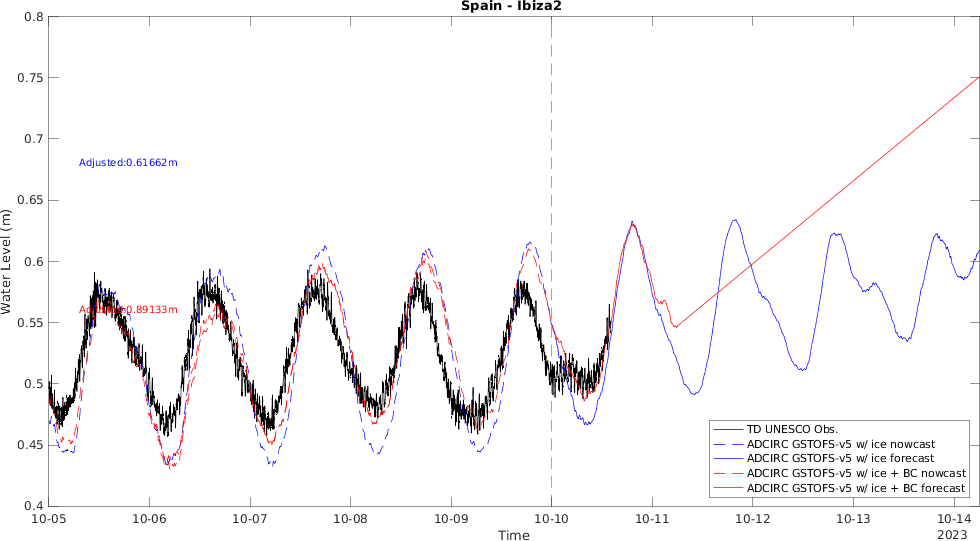 Spain - Ibiza2
0.8
0.75
0.7
0.65
0.6
0.55
0.5
0.45
0.4
Water Level (m)
Adjusted:0.61662m
Adjusted:0.89133m
TD UNESCO Obs.
ADCIRC GSTOFS-v5 w/ ice nowcast
ADCIRC GSTOFS-v5 w/ ice forecast
ADCIRC GSTOFS-v5 w/ ice + BC nowcast
ADCIRC GSTOFS-v5 w/ ice + BC forecast
10-05 10-06 10-07 10-08 10-09 10-10 10-11 10-12 10-13 10-14
Time
2023